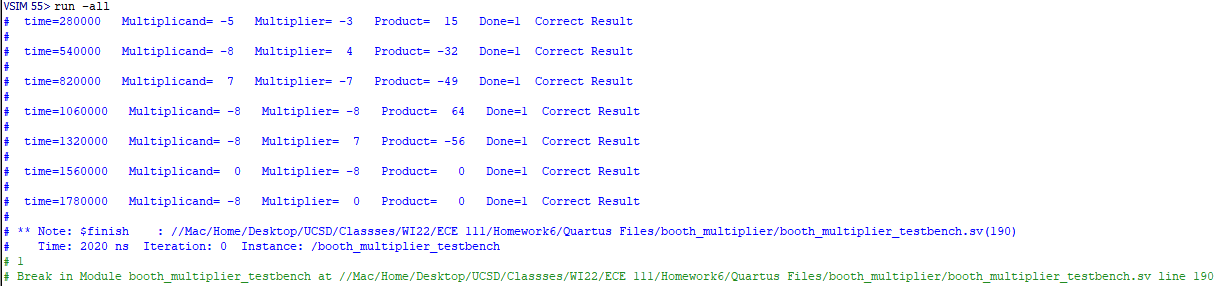 VSIM 55> run -all
#  time=280000   Multiplicand= -5   Multiplier= -3   Product=  15   Done=1  Correct Result
#
#  time=540000   Multiplicand= -8   Multiplier=  4   Product= -32   Done=1  Correct Result
#
#  time=820000   Multiplicand=  7   Multiplier= -7   Product= -49   Done=1  Correct Result
#
#  time=1060000   Multiplicand= -8   Multiplier= -8   Product=  64   Done=1  Correct Result
#
#  time=1320000   Multiplicand= -8   Multiplier=  7   Product= -56   Done=1  Correct Result
#
#  time=1560000   Multiplicand=  0   Multiplier= -8   Product=   0   Done=1  Correct Result
#
#  time=1780000   Multiplicand= -8   Multiplier=  0   Product=   0   Done=1  Correct Result
#
# ** Note: $finish    : //Mac/Home/Desktop/UCSD/Classses/WI22/ECE 111/Homework6/Quartus Files/booth_multiplier/booth_multiplier_testbench.sv(190)
#    Time: 2020 ns  Iteration: 0  Instance: /booth_multiplier_testbench
# 1
# Break in Module booth_multiplier_testbench at //Mac/Home/Desktop/UCSD/Classses/WI22/ECE 111/Homework6/Quartus Files/booth_multiplier/booth_multiplier_testbench.sv line 190